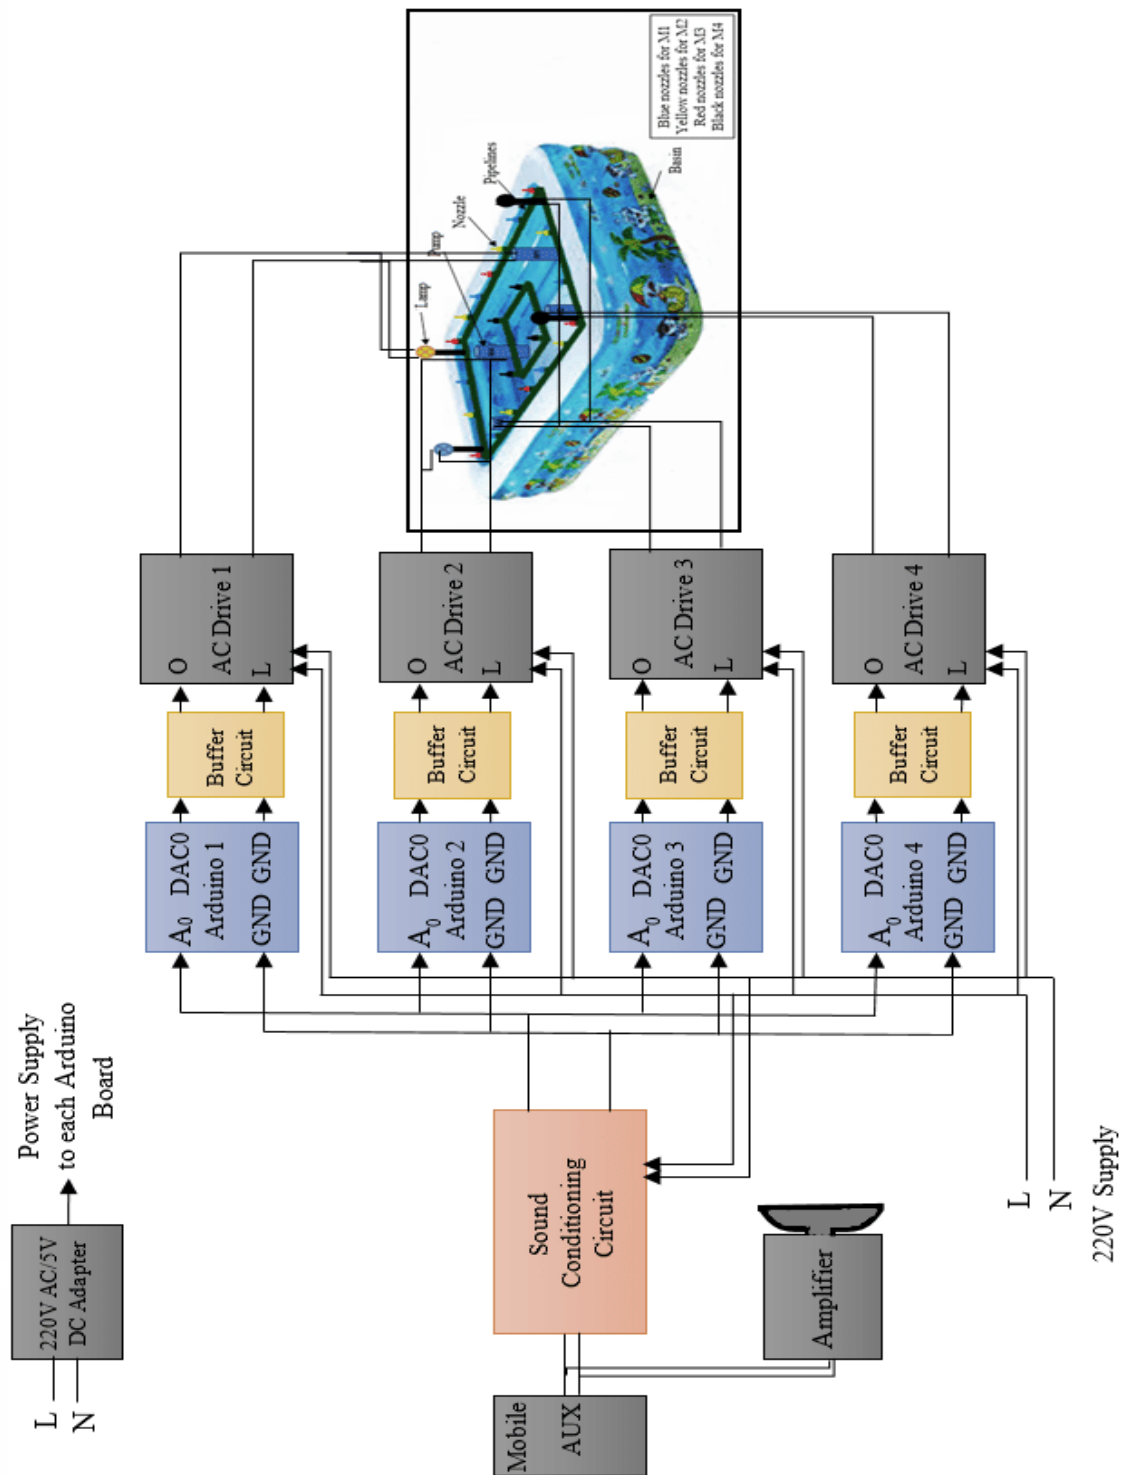 L
N
220V AC/5V
DC Adapter
Power Supply
to each Arduino
Board
Mobile
AUX
Sound
Conditioning
Circuit
Amplifier
L
N
220V Supply
A0 DAC0
Arduino 1
GND GND
Buffer
Circuit
O
AC Drive 1
L
A0 DAC0
Arduino 2
GND GND
Buffer
Circuit
O
AC Drive 2
L
A0 DAC0
Arduino 3
GND GND
Buffer
Circuit
O
AC Drive 3
L
A0 DAC0
Arduino 4
GND GND
Buffer
Circuit
O
AC Drive 4
L
Lamp
Pump
Nozzle
Pipelines
Basin
Blue nozzles for M1
Yellow nozzles for M2
Red nozzles for M3
Black nozzles for M4